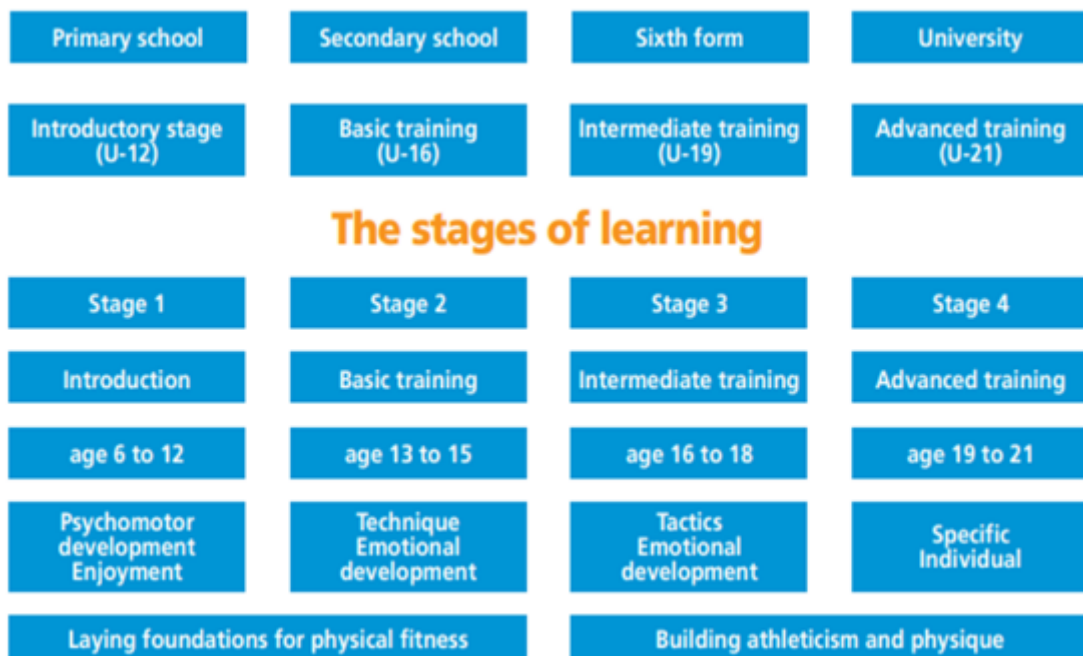 Primary school
Secondary school
Sixth form
University
Introductory stage
(U-12)
Basic training
(U-16)
Intermediate training
(U-19)
Advanced training
(U-21)
The stages of learning
Stage 1
Stage 2
Stage 3
Stage 4
Introduction
Basic training
Intermediate training
Advanced training
age 6 to 12
age 13 to 15
age 16 to 18
age 19 to 21
Psychomotor
development
Enjoyment
Technique
Emotional
development
Tactics
Emotional
development
Specific
Individual
Laying foundations for physical fitness
Building athleticism and physique